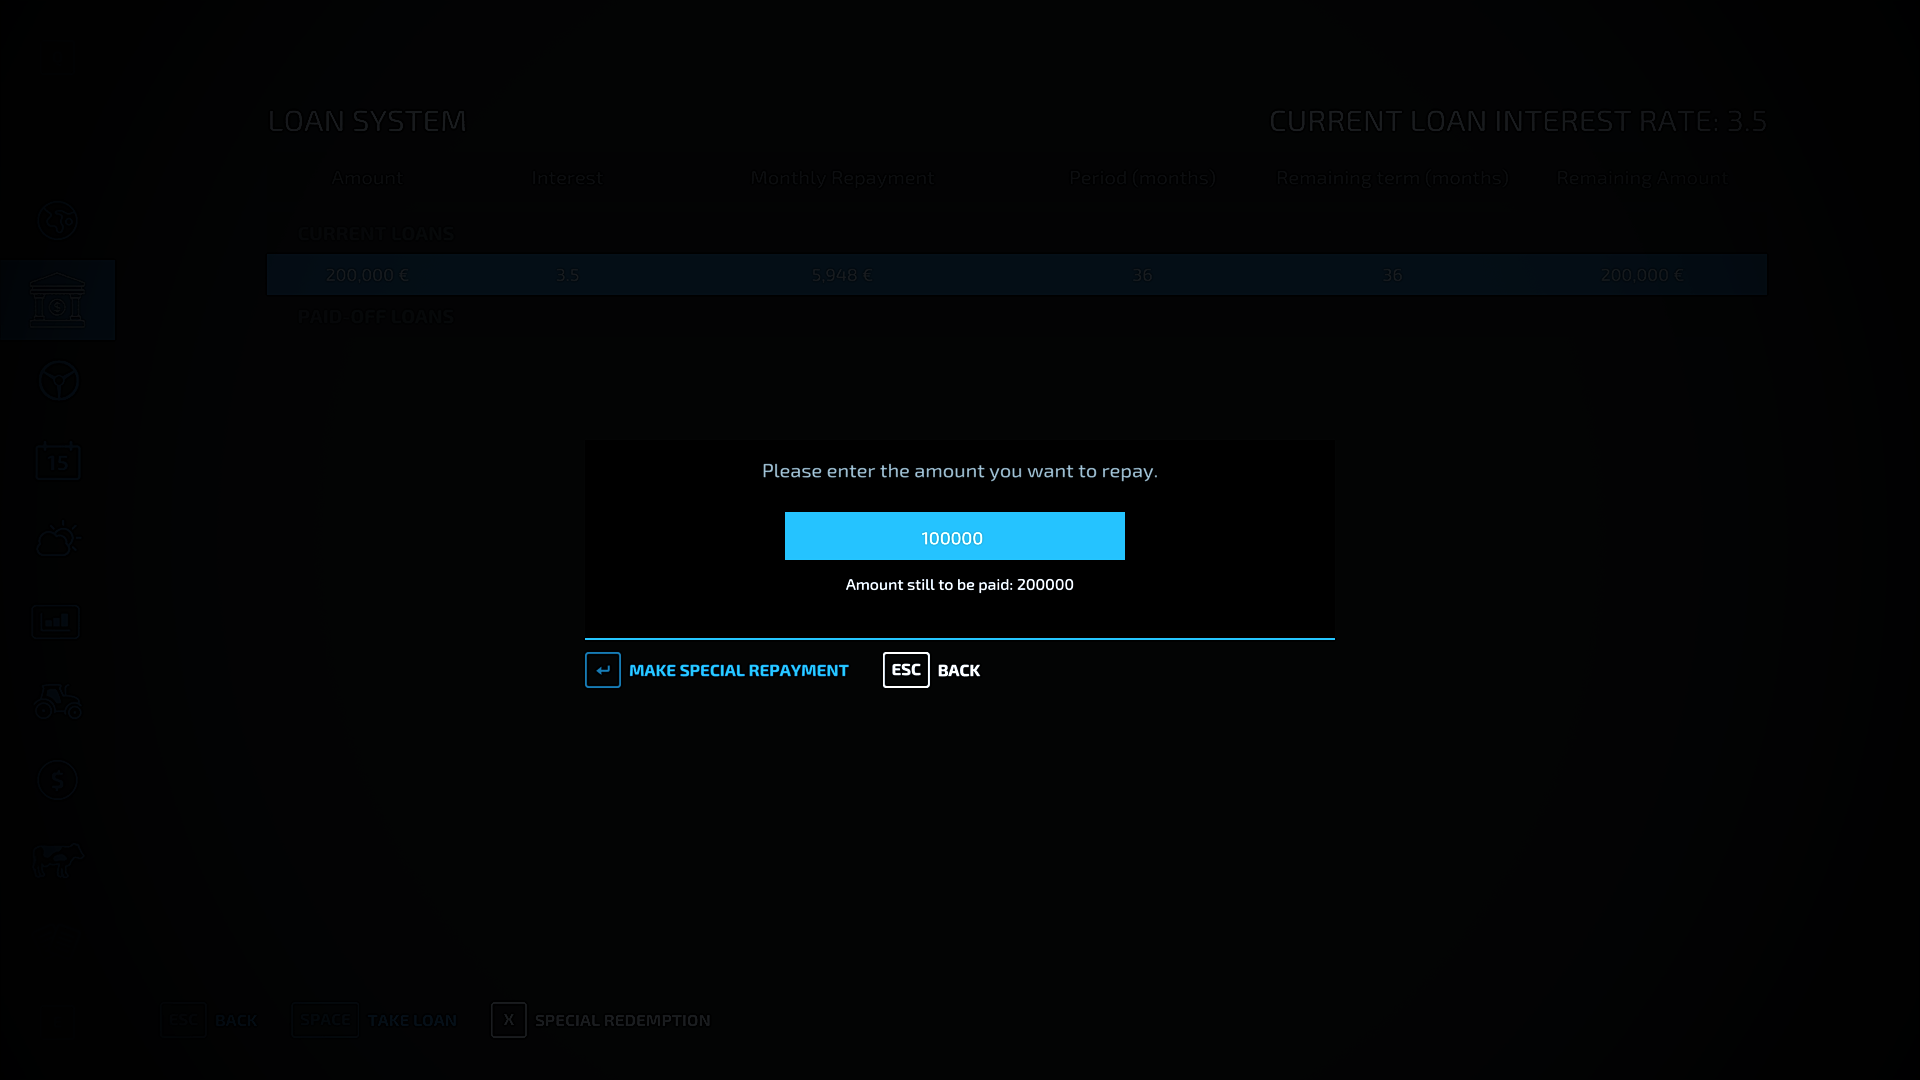 LOAN SYSTEM
CURRENT LOAN INTEREST RATE: 3.5
Amount Interest Monthly Repayment Period (months) Remaining term (months) Remaining Amount
CURRENT LOANS
200,000 € 3.5 5,948 € 36 36 200,000 €
PAID-OFF LOANS
15
Please enter the amount you want to repay.
100000
Amount still to be paid: 200000
MAKE SPECIAL REPAYMENT ESC BACK
ESC BACK SPACE TAKE LOAN X SPECIAL REDEMPTION